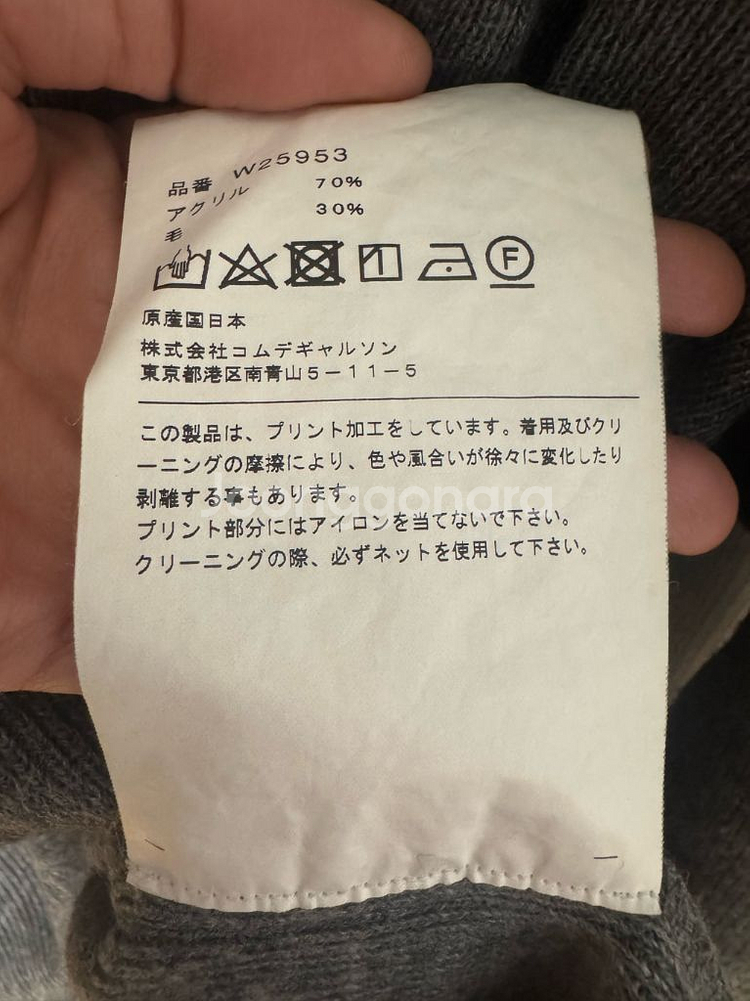 品番 W25953
アクリル 70%
毛 30%
F
原産国日本
株式会社コムデギャルソン
東京都港区南青山5-11-5
この製品は、プリント加工をしています。着用及びクリ
ーニングの摩擦により、色や風合いが徐々に変化したり
剥離する事もあります。
プリント部分にはアイロンを当てないで下さい。
クリーニングの際、必ずネットを使用して下さい。
Joonggonara